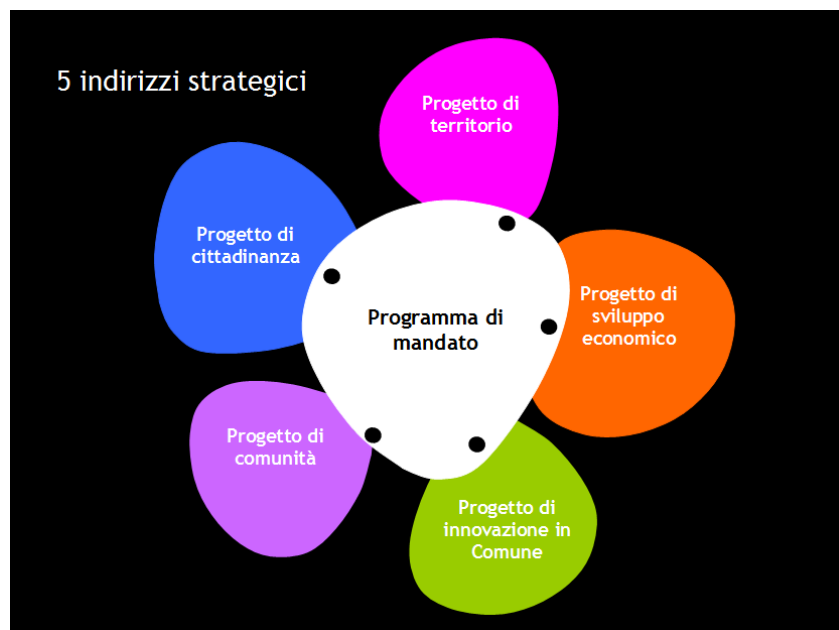 5 indirizzi strategici
Progetto di
territorio
Progetto di
cittadinanza
Progetto di
sviluppo
economico
Programma di
mandato
Progetto di
comunità
Progetto di
innovazione in
Comune